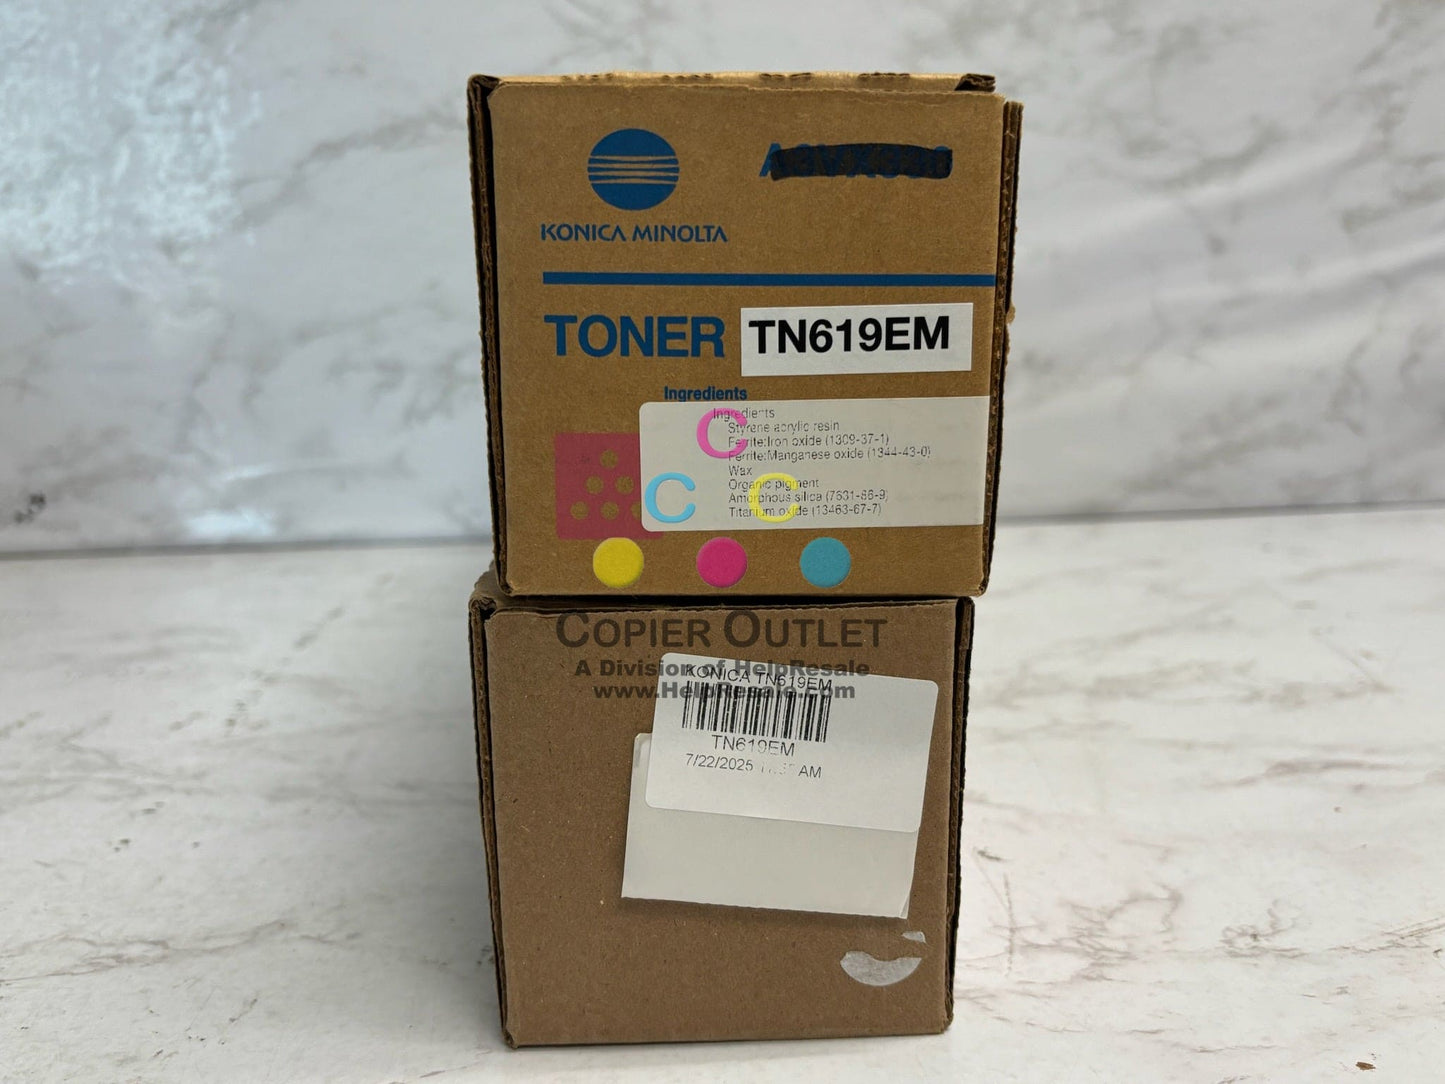 KONICA MINOLTA
TONER TN619EM
Ingredients
Ingredients
Styrene acrylic resin
Ferrite:Iron oxide (1309-37-1)
Ferrite:Manganese oxide (1344-43-0)
Wax
Organic pigment
Amorphous silica (7631-86-9)
Titanium oxide (13463-67-7)
C
C C
COPIER OUTLET
A Division of HelpResale
www.HelpResale.com
KONICA TN619EM
TN619EM
7/22/2025 AM